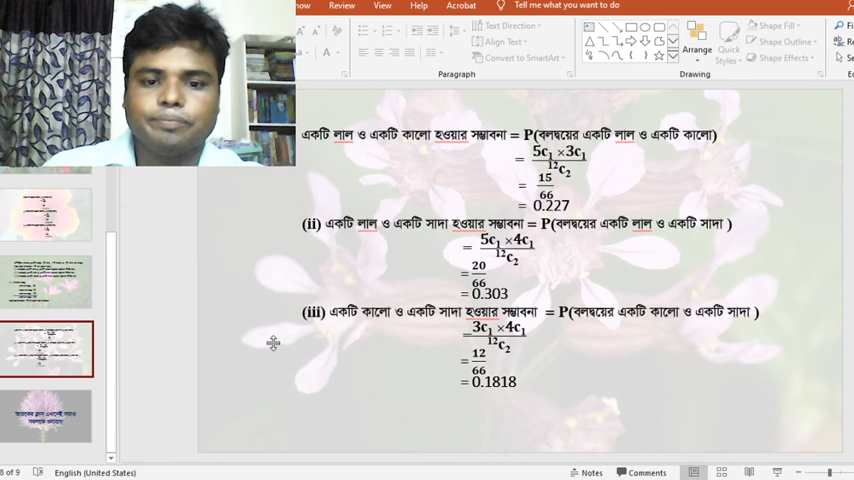 ow
Review
View
Help
Acrobat
Tell me what you want to do
Text Direction
Align Text
Convert to SmartArt
Paragraph
Arrange
Quick Styles
Shape Fill
Shape Outline
Shape Effects
Drawing
একটি লাল ও একটি কালো হওয়ার সম্ভাবনা = P(বলদ্বয়ের একটি লাল ও একটি কালো)
= 5c₁ ×3c₁ / ¹²c₂
= 15/66
= 0.227
(ii) একটি লাল ও একটি সাদা হওয়ার সম্ভাবনা = P(বলদ্বয়ের একটি লাল ও একটি সাদা )
= 5c₁ ×4c₁ / ¹²c₂
= 20/66
= 0.303
(iii) একটি কালো ও একটি সাদা হওয়ার সম্ভাবনা = P(বলদ্বয়ের একটি কালো ও একটি সাদা )
= 3c₁ ×4c₁ / ¹²c₂
= 12/66
= 0.1818
8 of 9
English (United States)
Notes
Comments